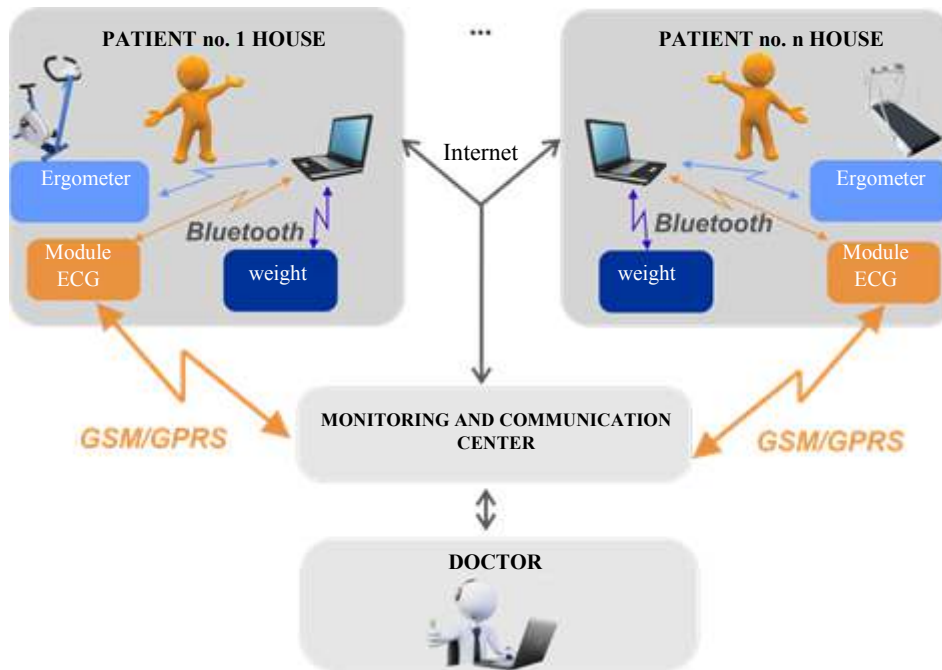 PATIENT no. 1 HOUSE
...
PATIENT no. n HOUSE
Internet
Ergometer
Ergometer
Bluetooth
Bluetooth
Module
ECG
weight
weight
Module
ECG
MONITORING AND COMMUNICATION
CENTER
GSM/GPRS
GSM/GPRS
DOCTOR